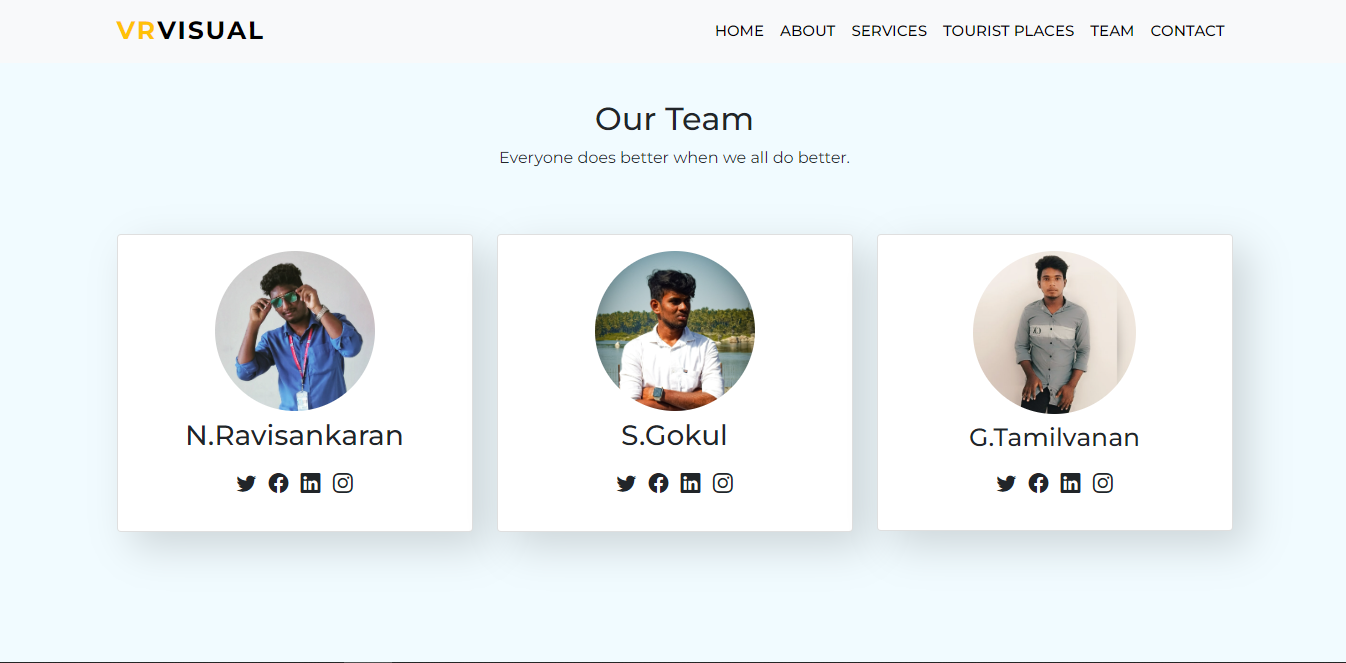 VRVISUAL
HOME ABOUT SERVICES TOURIST PLACES TEAM CONTACT
Our Team
Everyone does better when we all do better.
N.Ravisankaran
S.Gokul
G.Tamilvanan